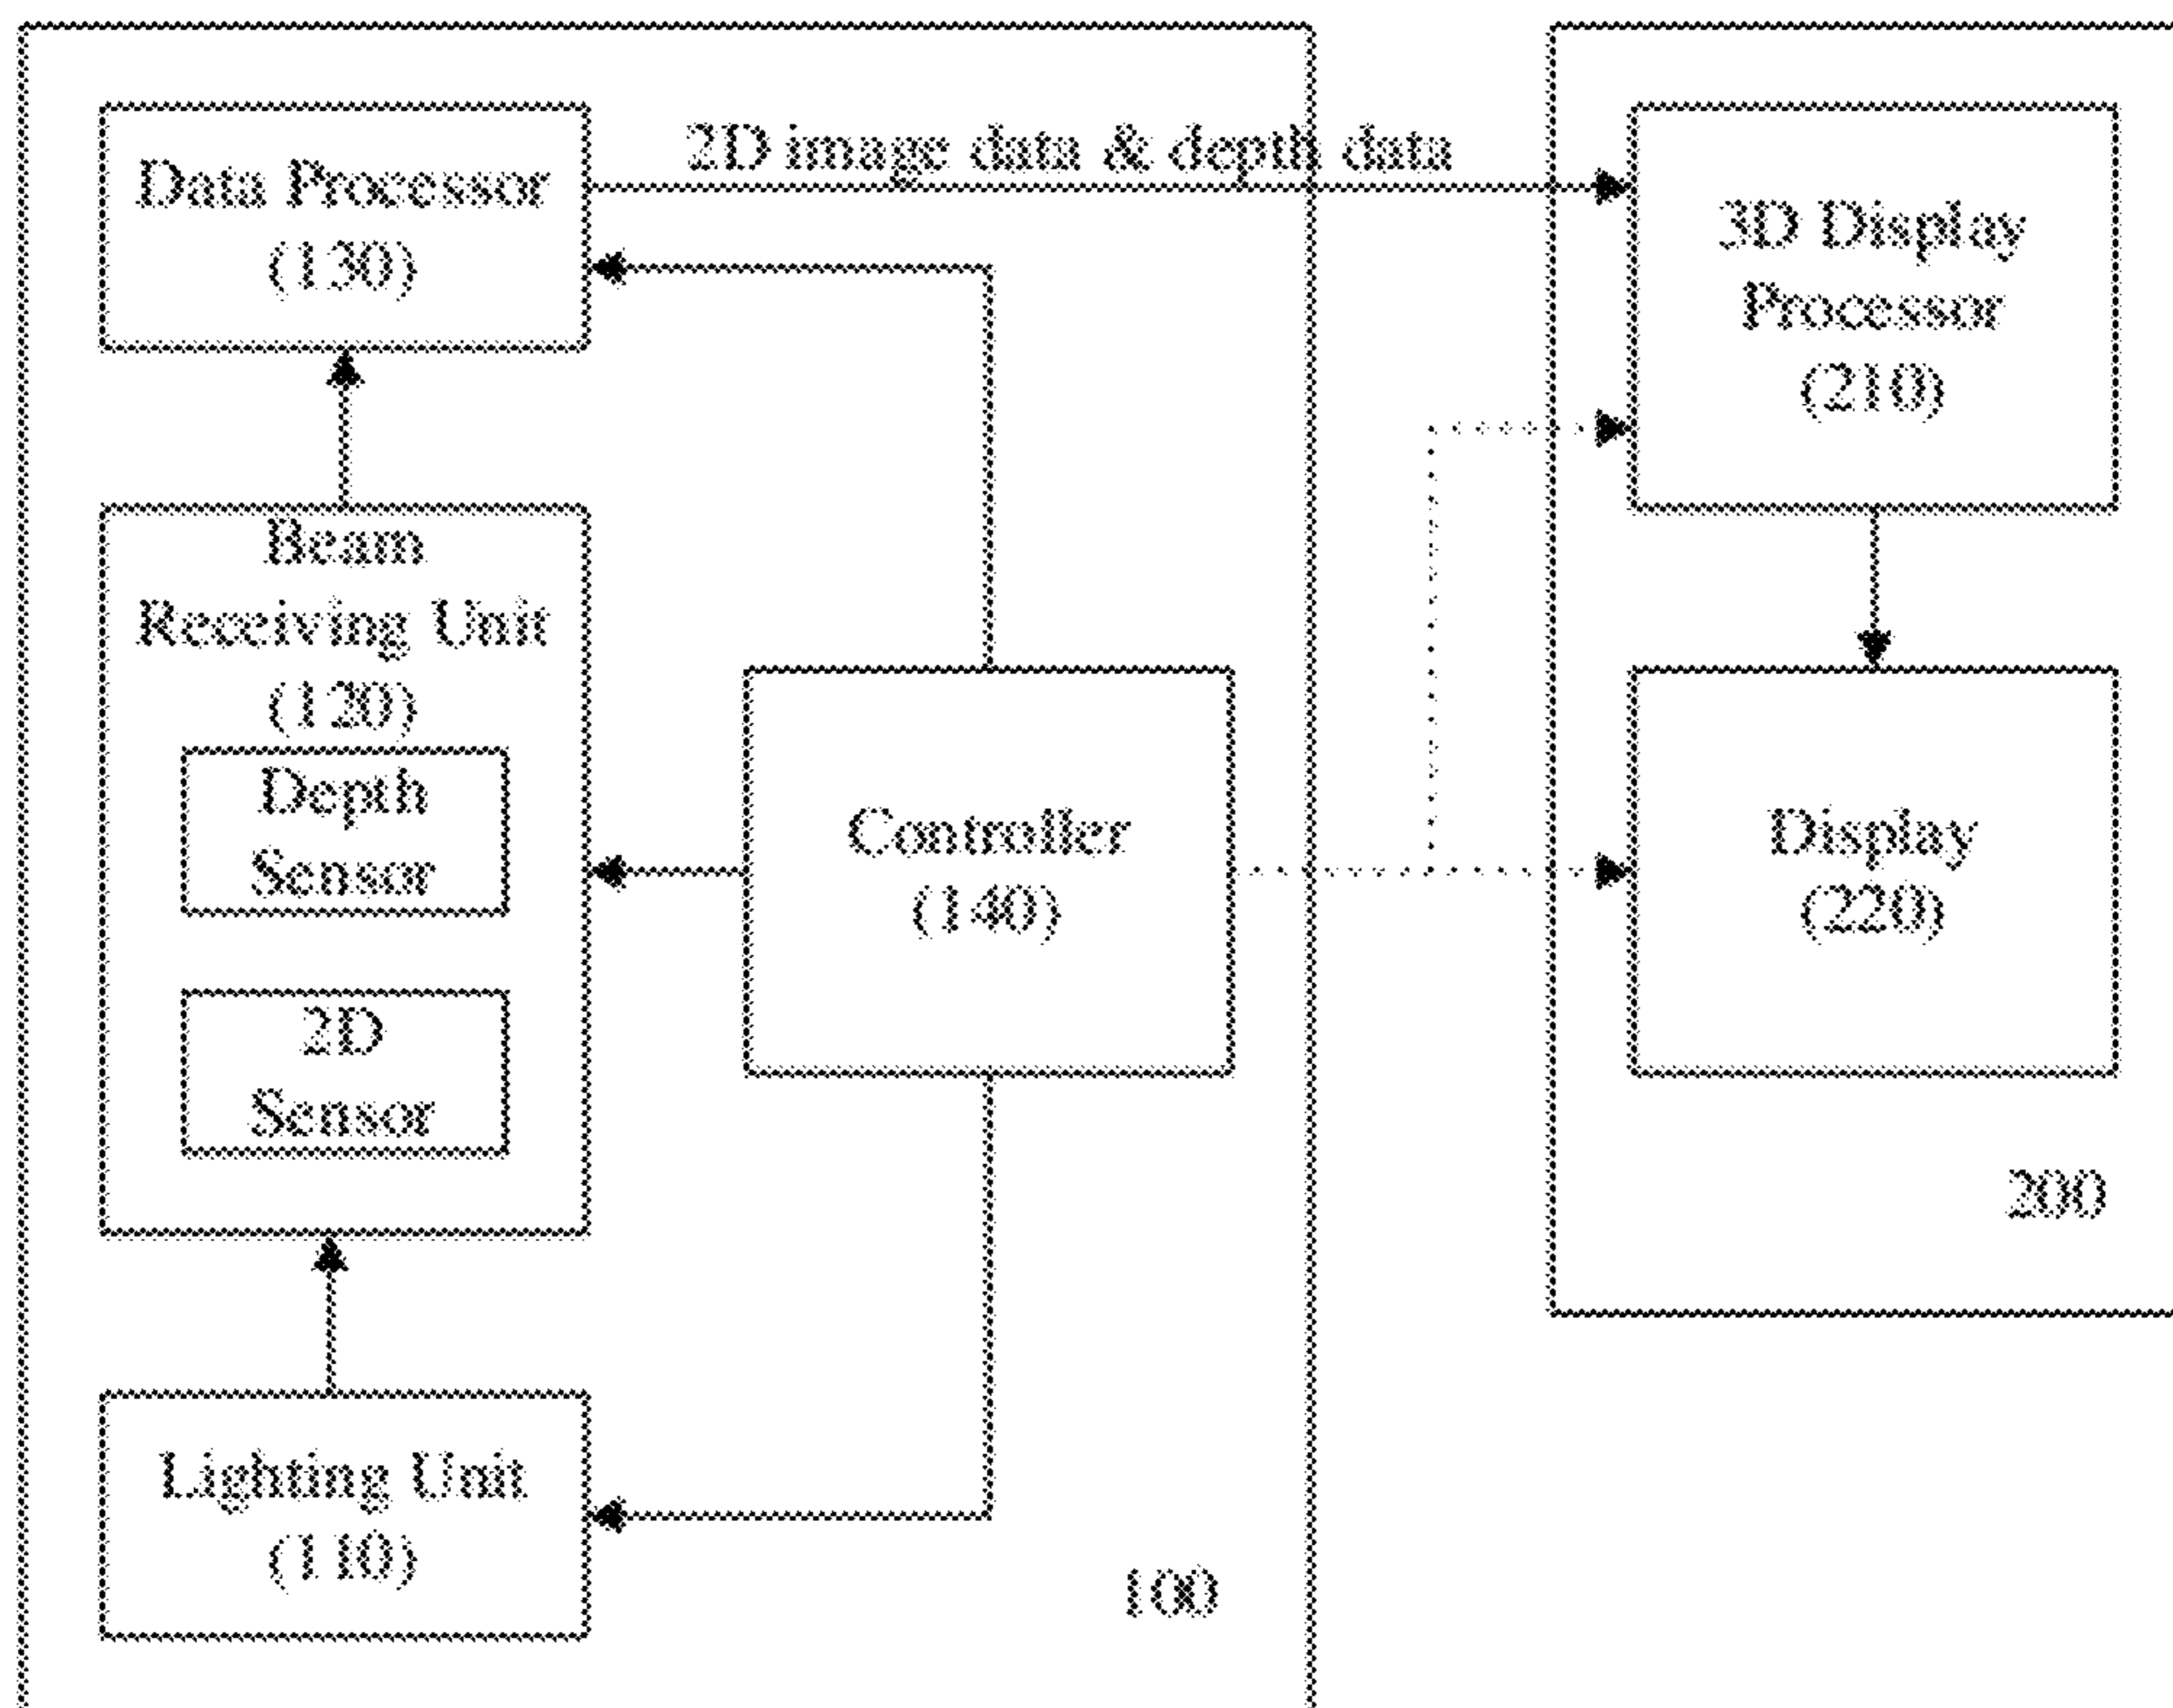 2D image data & depth data
Data Processor
(130)
3D Display
Processor
(210)
Beam
Receiving Unit
(120)
Depth
Sensor
2D
Sensor
Controller
(140)
Display
(220)
200
Lighting Unit
(110)
100